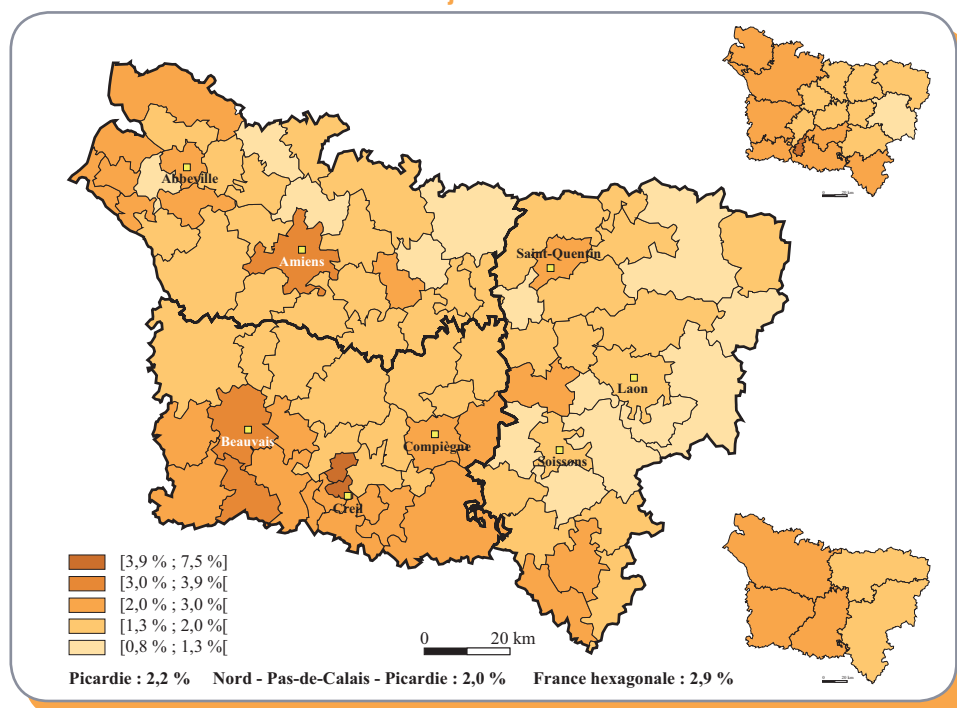 Abbeville
Amiens
Saint-Quentin
Laon
Beauvais
Compiègne
Soissons
Creil
[3,9 % ; 7,5 %]
[3,0 % ; 3,9 %[
[2,0 % ; 3,0 %[
[1,3 % ; 2,0 %[
[0,8 % ; 1,3 %[
0 20 km
Picardie : 2,2 % Nord - Pas-de-Calais - Picardie : 2,0 % France hexagonale : 2,9 %